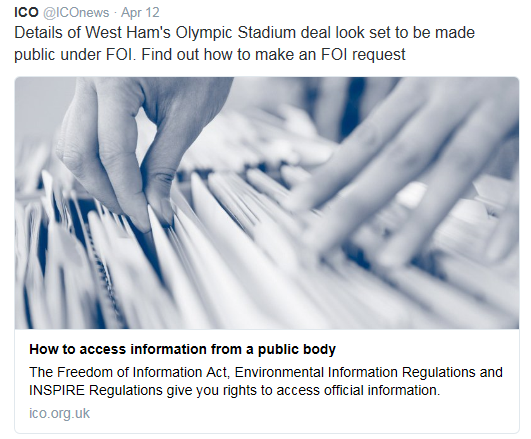 ICO @ICOnews · Apr 12
Details of West Ham's Olympic Stadium deal look set to be made
public under FOI. Find out how to make an FOI request
How to access information from a public body
The Freedom of Information Act, Environmental Information Regulations and
INSPIRE Regulations give you rights to access official information.
ico.org.uk